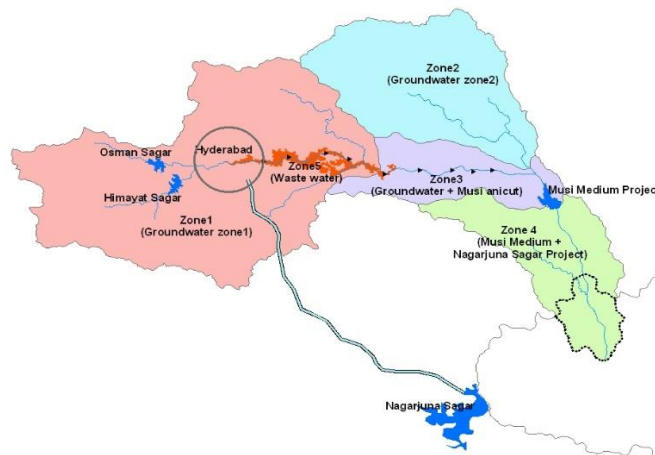 Zone2
(Groundwater zone2)
Osman Sagar
Hyderabad
Zone5
(Waste water)
Zone3
(Groundwater + Musi anicut)
Musi Medium Project
Himayat Sagar
Zone1
(Groundwater zone1)
Zone 4
(Musi Medium +
Nagarjuna Sagar Project)
Nagarjuna Sagar